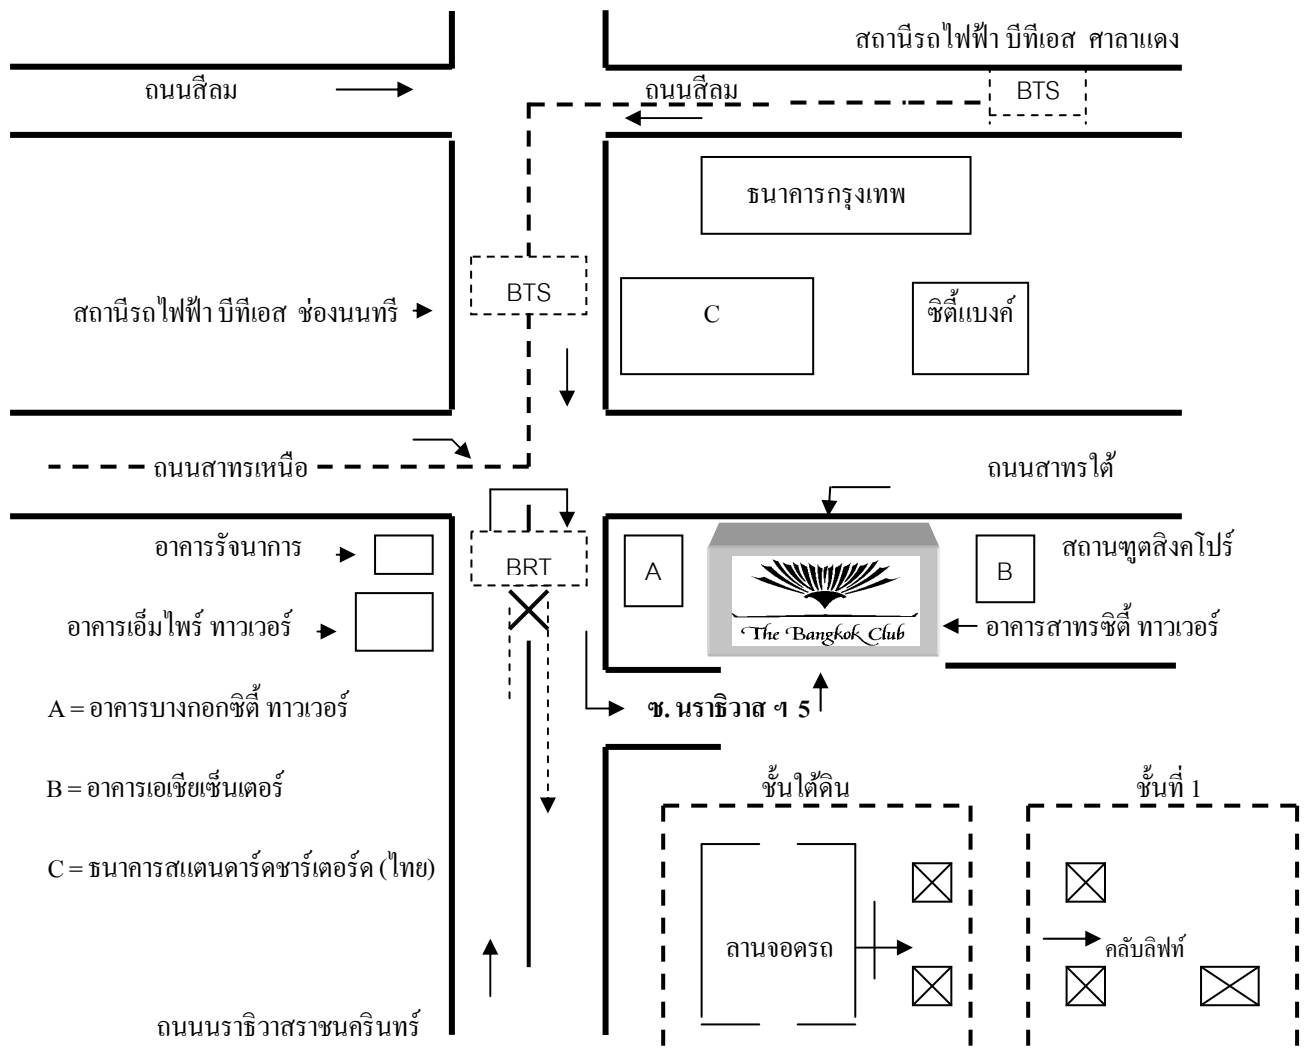 สถานีรถไฟฟ้า บีทีเอส ศาลาแดง
ถนนสีลม
ถนนสีลม
BTS
ธนาคารกรุงเทพ
BTS
สถานีรถไฟฟ้า บีทีเอส ช่องนนทรี
C
ซิตี้แบงค์
ถนนสาทรเหนือ
ถนนสาทรใต้
อาคารรัจนาการ
BRT
A
B
สถานฑูตสิงคโปร์
อาคารเอ็มไพร์ ทาวเวอร์
The Bangkok Club
อาคารสาทรซิตี้ ทาวเวอร์
A = อาคารบางกอกซิตี้ ทาวเวอร์
ซ. นราธิวาส ฯ 5
B = อาคารเอเชียเซ็นเตอร์
ชั้นใต้ดิน
ชั้นที่ 1
C = ธนาคารสแตนดาร์ดชาร์เตอร์ด (ไทย)
ลานจอดรถ
คลับลิฟท์
ถนนนราธิวาสราชนครินทร์